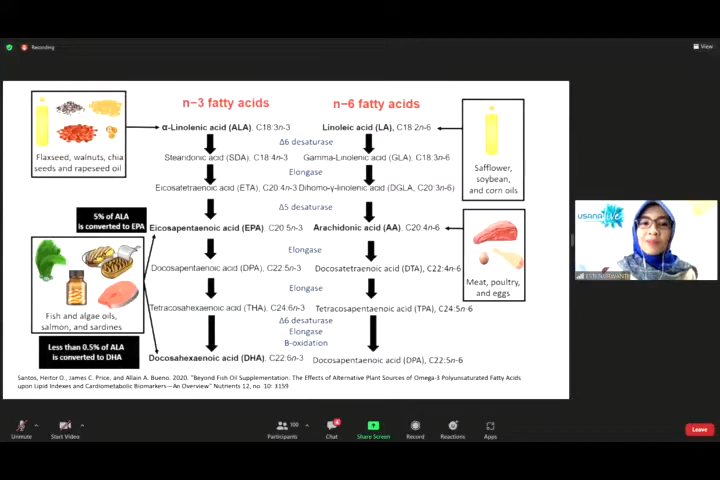 Recording
View
n−3 fatty acids
n−6 fatty acids
α-Linolenic acid (ALA), C18:3n-3
Linoleic acid (LA), C18:2n-6
Δ6 desaturase
Stearidonic acid (SDA), C18:4n-3
Gamma-Linolenic acid (GLA), C18:3n-6
Elongase
Eicosatetraenoic acid (ETA), C20:4n-3
Dihomo-γ-linolenic acid (DGLA, C20:3n-6)
Δ5 desaturase
Eicosapentaenoic acid (EPA), C20:5n-3
Arachidonic acid (AA), C20:4n-6
Elongase
Docosapentaenoic acid (DPA), C22:5n-3
Docosatetraenoic acid (DTA), C22:4n-6
Elongase
Tetracosahexaenoic acid (THA), C24:6n-3
Tetracosapentaenoic acid (TPA), C24:5n-6
Δ6 desaturase
Elongase
B-oxidation
Docosahexaenoic acid (DHA), C22:6n-3
Docosapentaenoic acid (DPA), C22:5n-6
Flaxseed, walnuts, chia
seeds and rapeseed oil
5% of ALA
is converted to EPA
Fish and algae oils,
salmon, and sardines
Less than 0.5% of ALA
is converted to DHA
Safflower,
soybean,
and corn oils
Meat, poultry,
and eggs
Santos, Heitor O., James C. Price, and Allain A. Bueno. 2020. "Beyond Fish Oil Supplementation: The Effects of Alternative Plant Sources of Omega-3 Polyunsaturated Fatty Acids
upon Lipid Indexes and Cardiometabolic Biomarkers—An Overview" Nutrients 12, no. 10: 3159
usana live
Unmute
Start Video
Participants
100
Chat
Share Screen
Record
Reactions
Apps
Leave